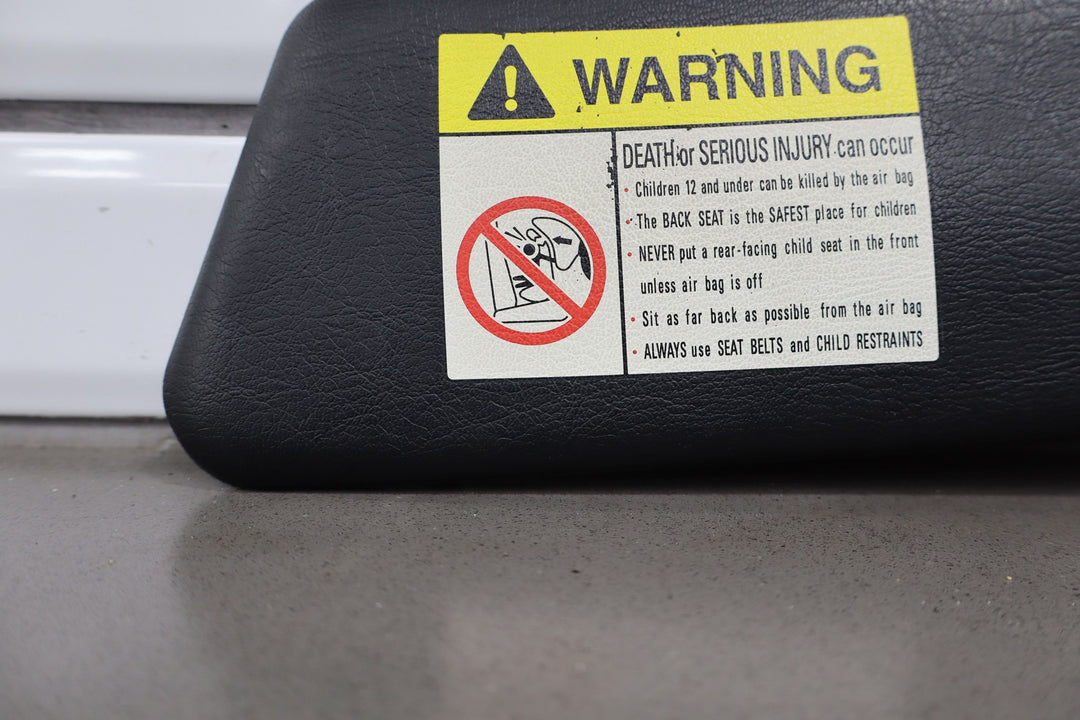 WARNING
DEATH or SERIOUS INJURY can occur
• Children 12 and under can be killed by the air bag
• The BACK SEAT is the SAFEST place for children
• NEVER put a rear-facing child seat in the front
unless air bag is off
• Sit as far back as possible from the air bag
• ALWAYS use SEAT BELTS and CHILD RESTRAINTS